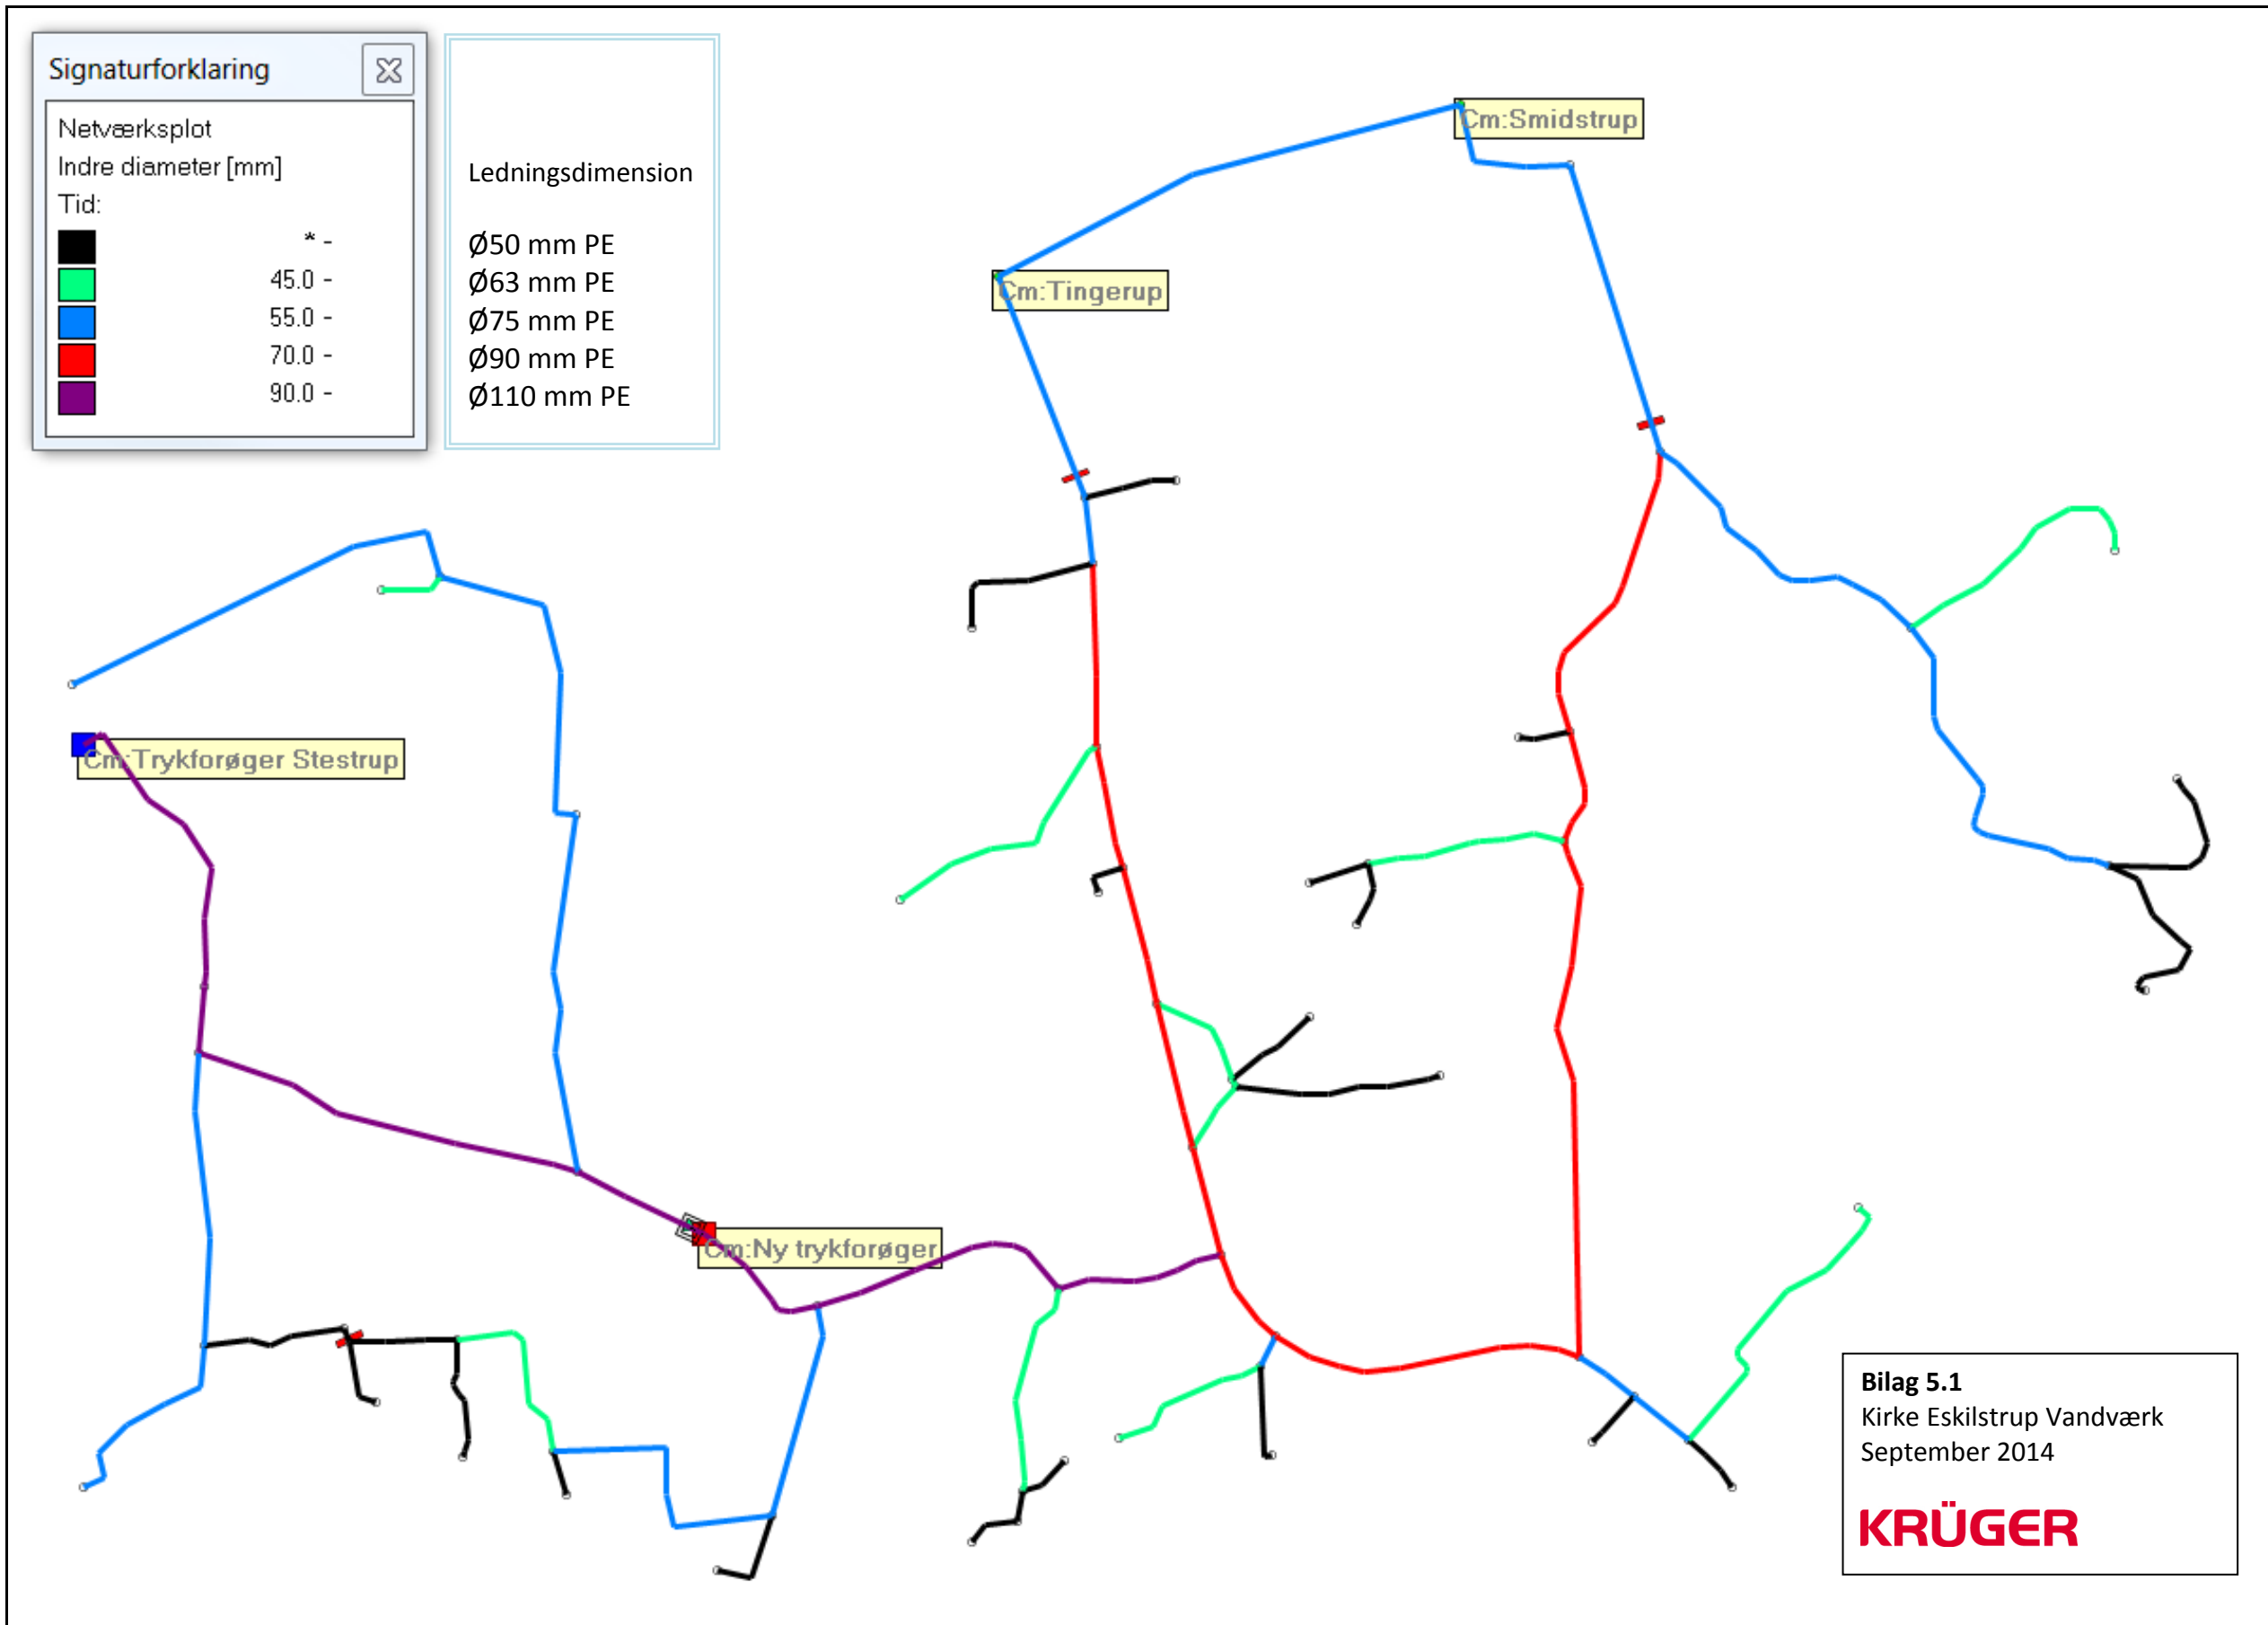 Signaturforklaring
Netværksplot
Indre diameter [mm]
Tid:
* -
45.0 -
55.0 -
70.0 -
90.0 -
Ledningsdimension
Ø50 mm PE
Ø63 mm PE
Ø75 mm PE
Ø90 mm PE
Ø110 mm PE
Cm:Smidstrup
Cm:Tingerup
Cm:Trykforøger Stestrup
Cm:Ny trykforøger
Bilag 5.1
Kirke Eskilstrup Vandværk
September 2014
KRÜGER